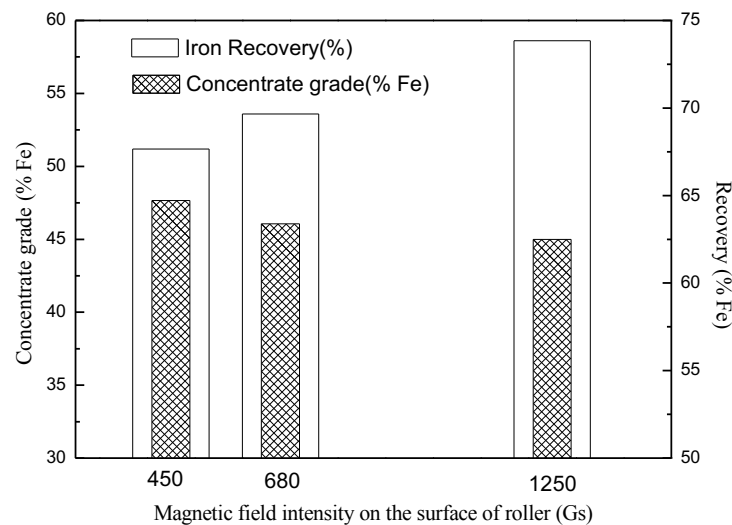 60
55
50
45
40
35
30
Concentrate grade (% Fe)
Iron Recovery(%)
Concentrate grade(% Fe)
75
70
65
60
55
50
Recovery (% Fe)
450 680 1250
Magnetic field intensity on the surface of roller (Gs)